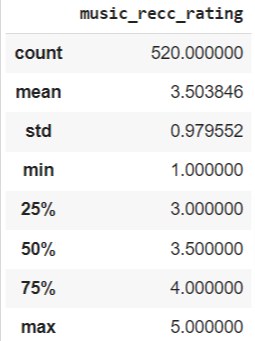 music_recc_rating
count 520.000000
mean 3.503846
std 0.979552
min 1.000000
25% 3.000000
50% 3.500000
75% 4.000000
max 5.000000